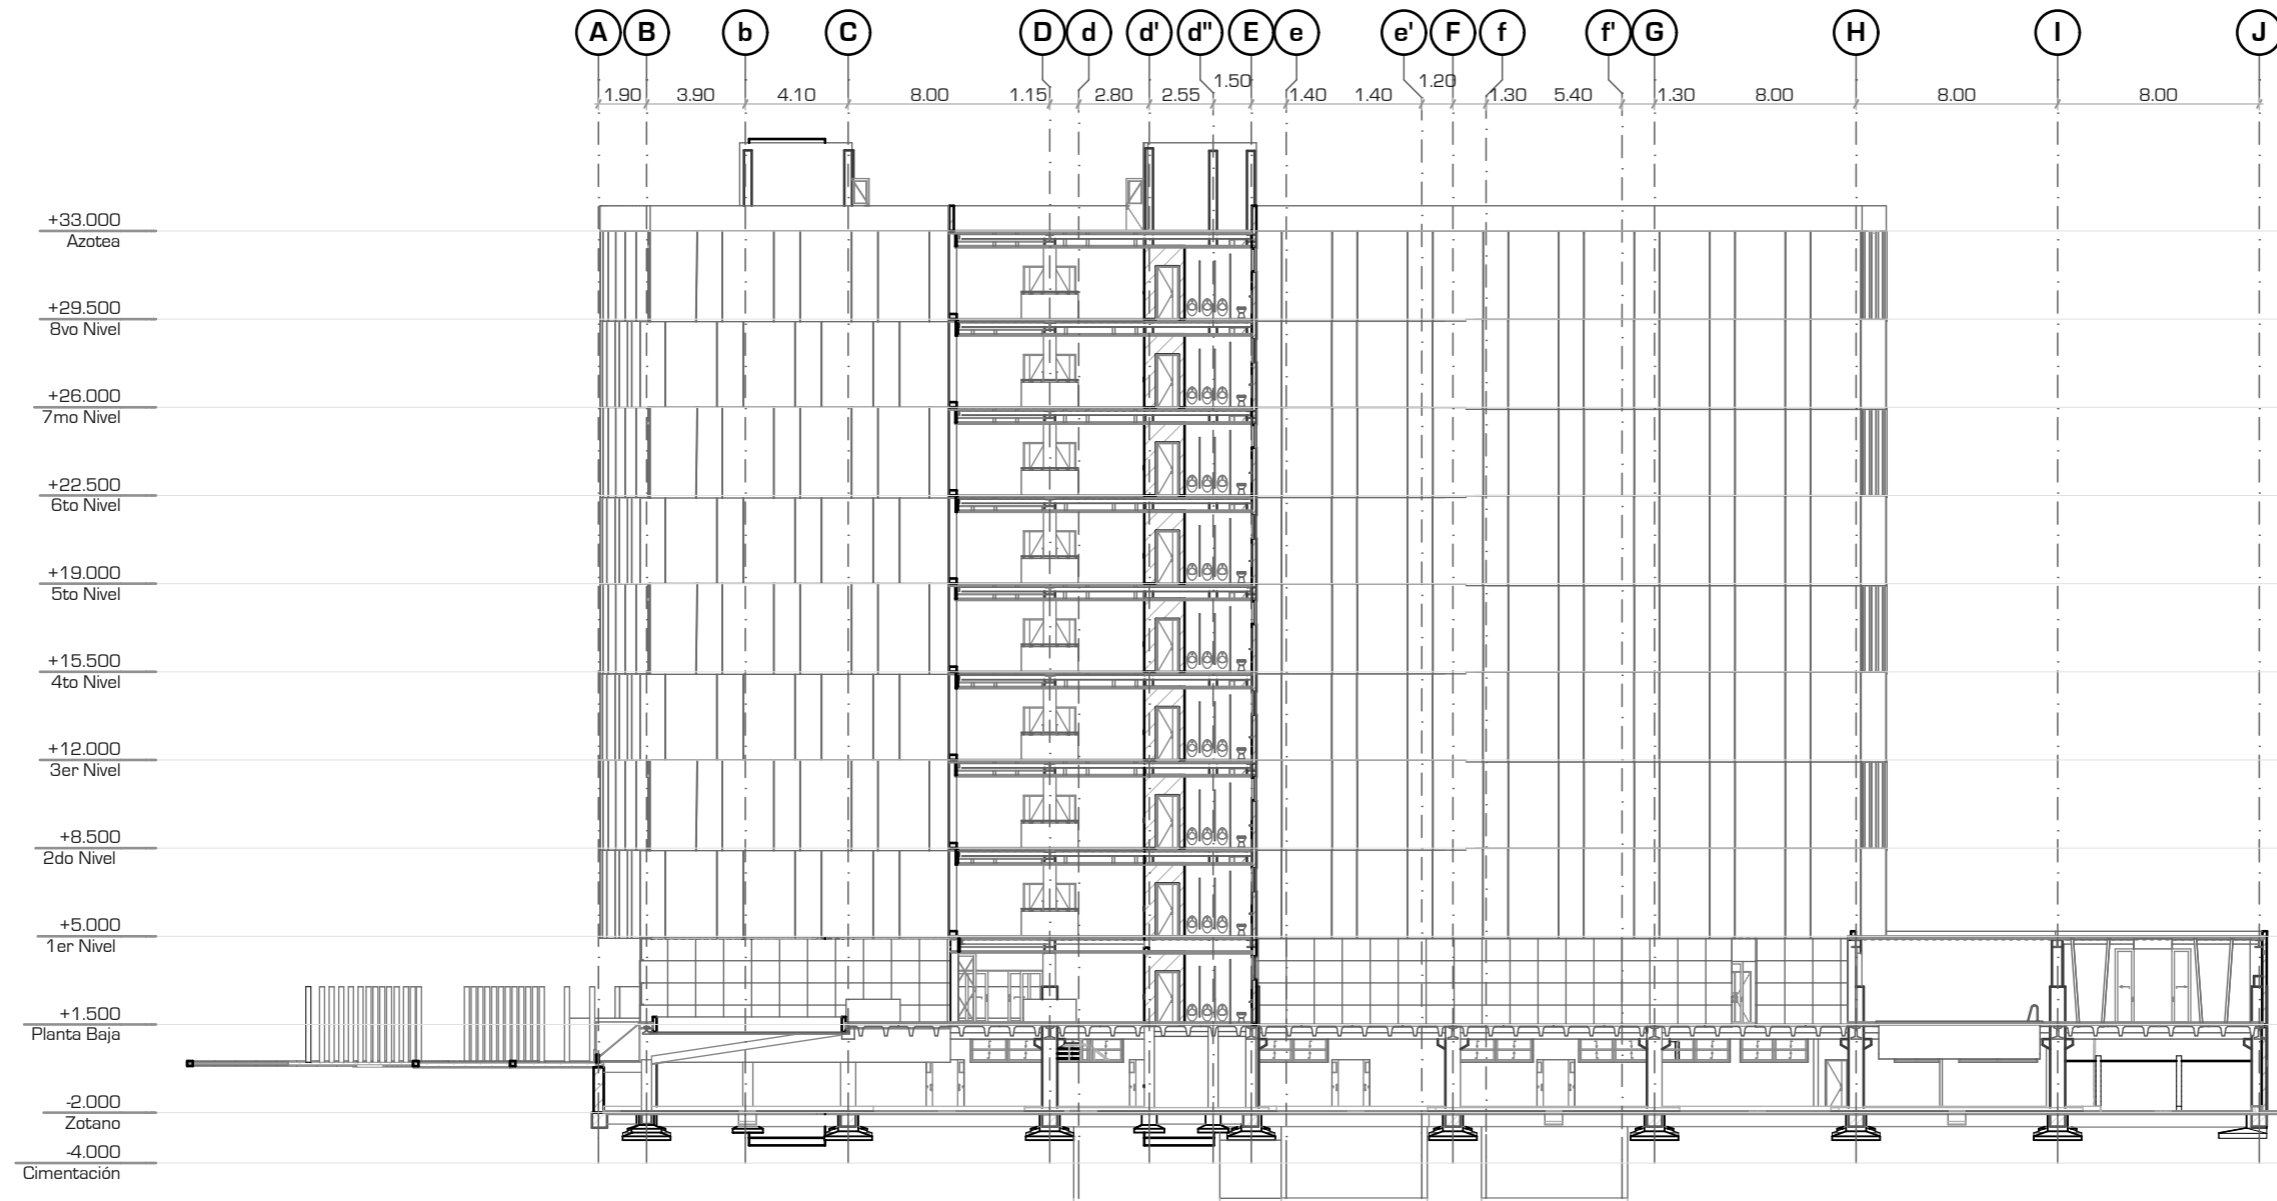 A B b C D d d' d" E e e' F f f' G H I J
1.90 3.90 4.10 8.00 1.15 2.80 2.55 1.50 1.40 1.40 1.20 1.30 5.40 1.30 8.00 8.00 8.00
+33.000
Azotea
+29.500
8vo Nivel
+26.000
7mo Nivel
+22.500
6to Nivel
+19.000
5to Nivel
+15.500
4to Nivel
+12.000
3er Nivel
+8.500
2do Nivel
+5.000
1er Nivel
+1.500
Planta Baja
-2.000
Zotano
-4.000
Cimentación